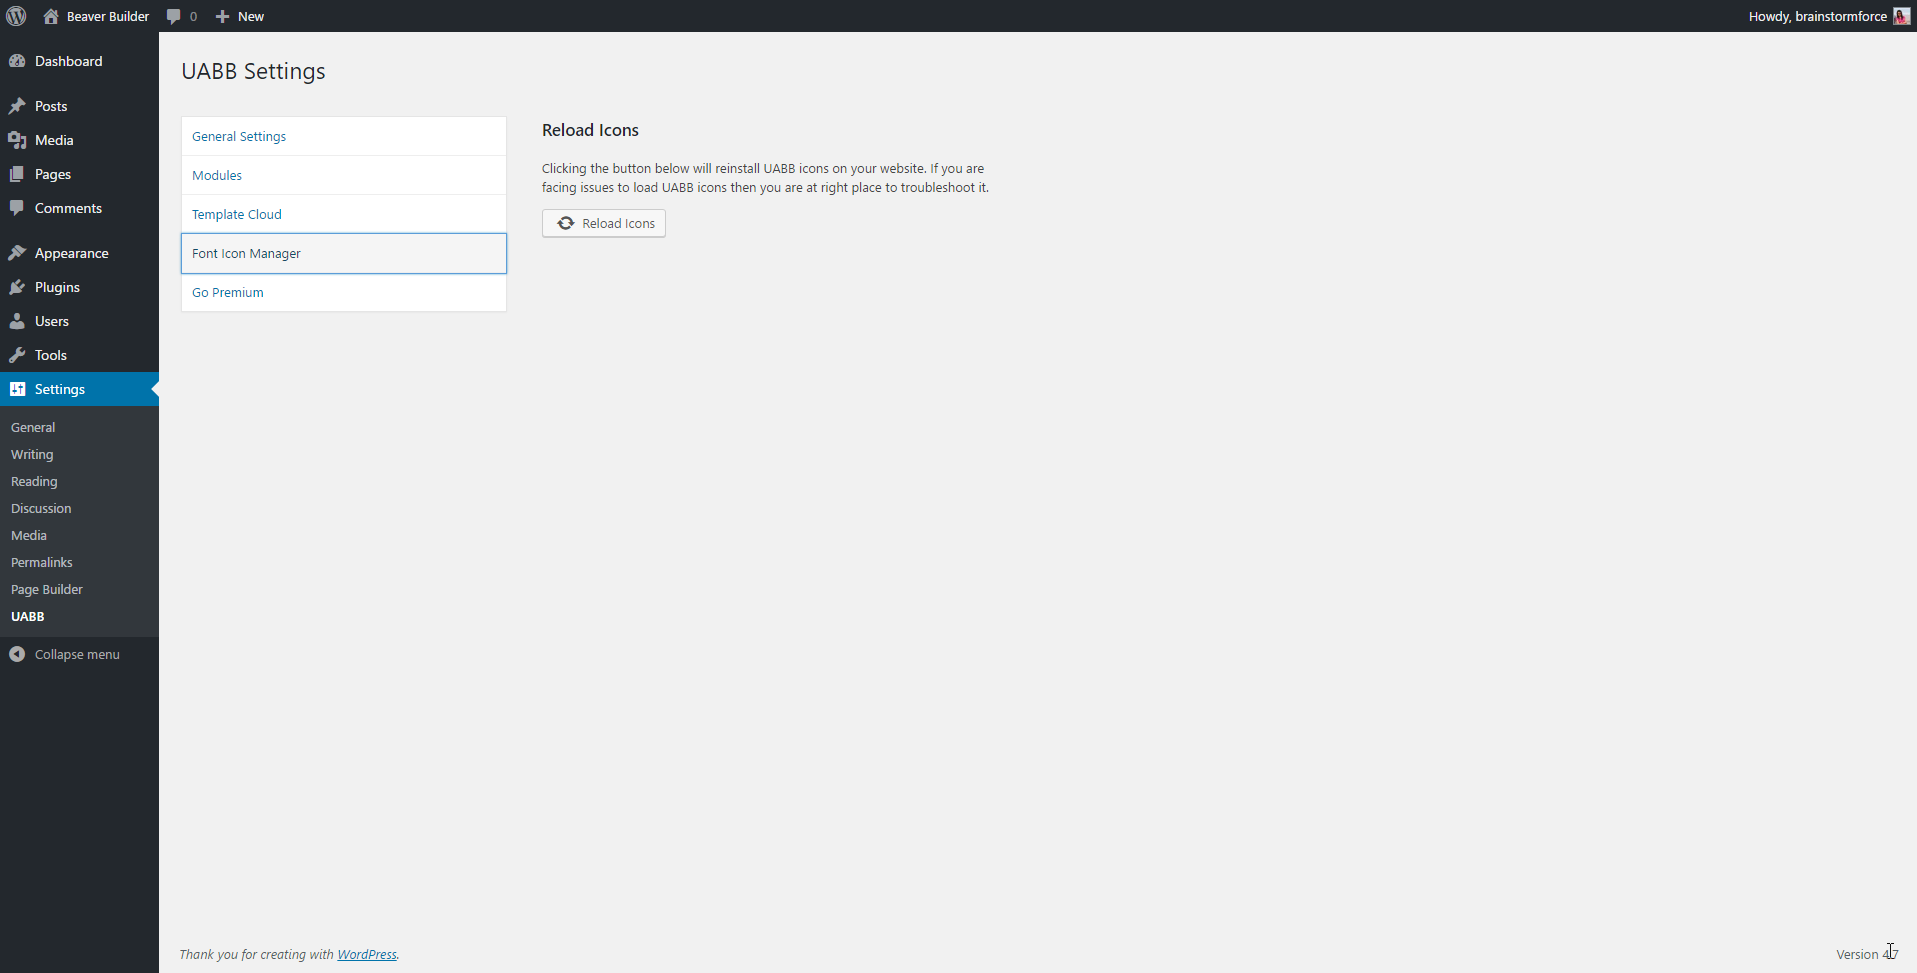 Beaver Builder 0 New Howdy, brainstormforce
Dashboard
Posts
Media
Pages
Comments
Appearance
Plugins
Users
Tools
Settings
General
Writing
Reading
Discussion
Media
Permalinks
Page Builder
UABB
Collapse menu
UABB Settings
General Settings
Modules
Template Cloud
Font Icon Manager
Go Premium
Reload Icons
Clicking the button below will reinstall UABB icons on your website. If you are
facing issues to load UABB icons then you are at right place to troubleshoot it.
Reload Icons
Thank you for creating with WordPress.
Version 4.7